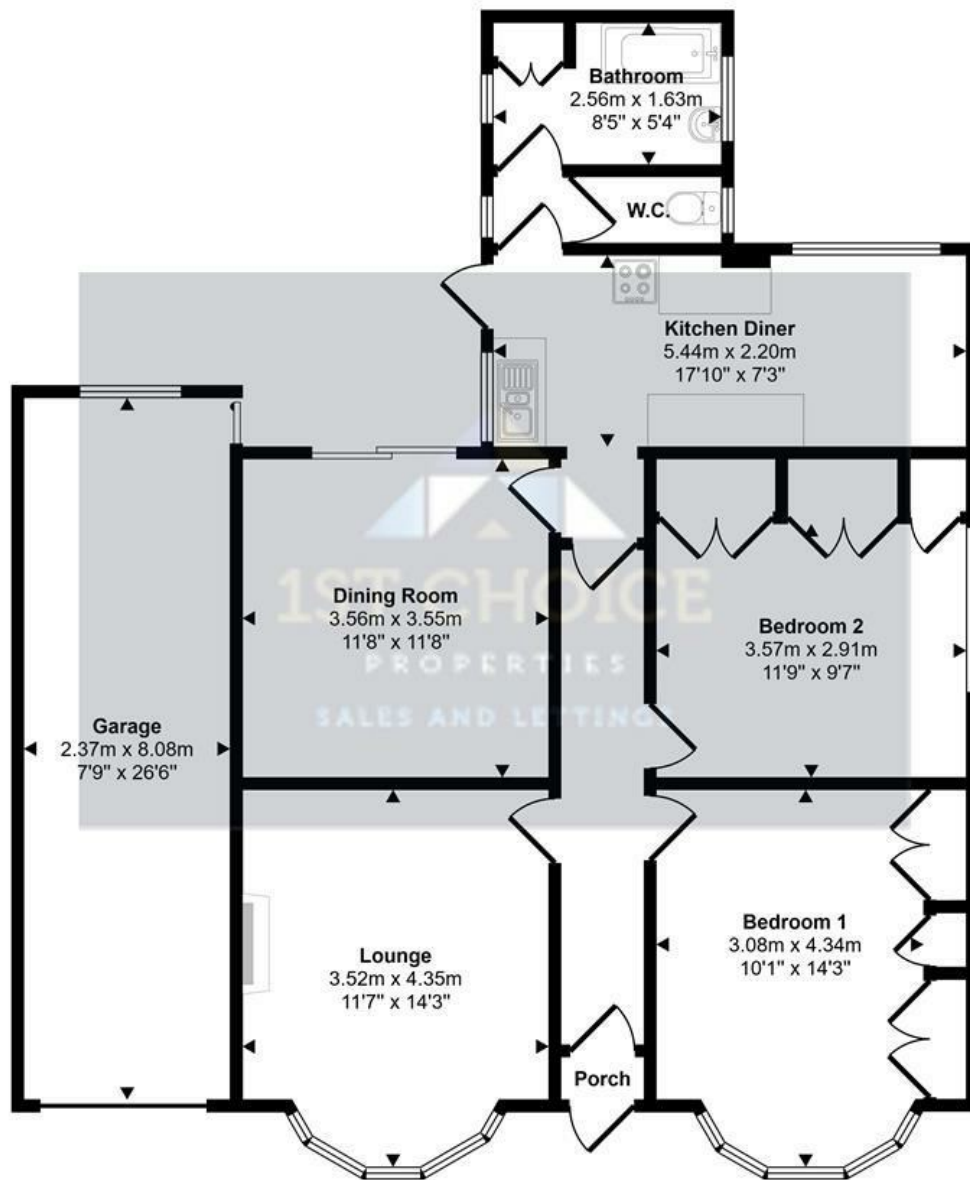 Bathroom
2.56m x 1.63m
8'5" x 5'4"
W.C.
Kitchen Diner
5.44m x 2.20m
17'10" x 7'3"
Dining Room
3.56m x 3.55m
11'8" x 11'8"
Bedroom 2
3.57m x 2.91m
11'9" x 9'7"
1ST CHOICE
PROPERTIES
SALES AND LETTINGS
Garage
2.37m x 8.08m
7'9" x 26'6"
Lounge
3.52m x 4.35m
11'7" x 14'3"
Bedroom 1
3.08m x 4.34m
10'1" x 14'3"
Porch